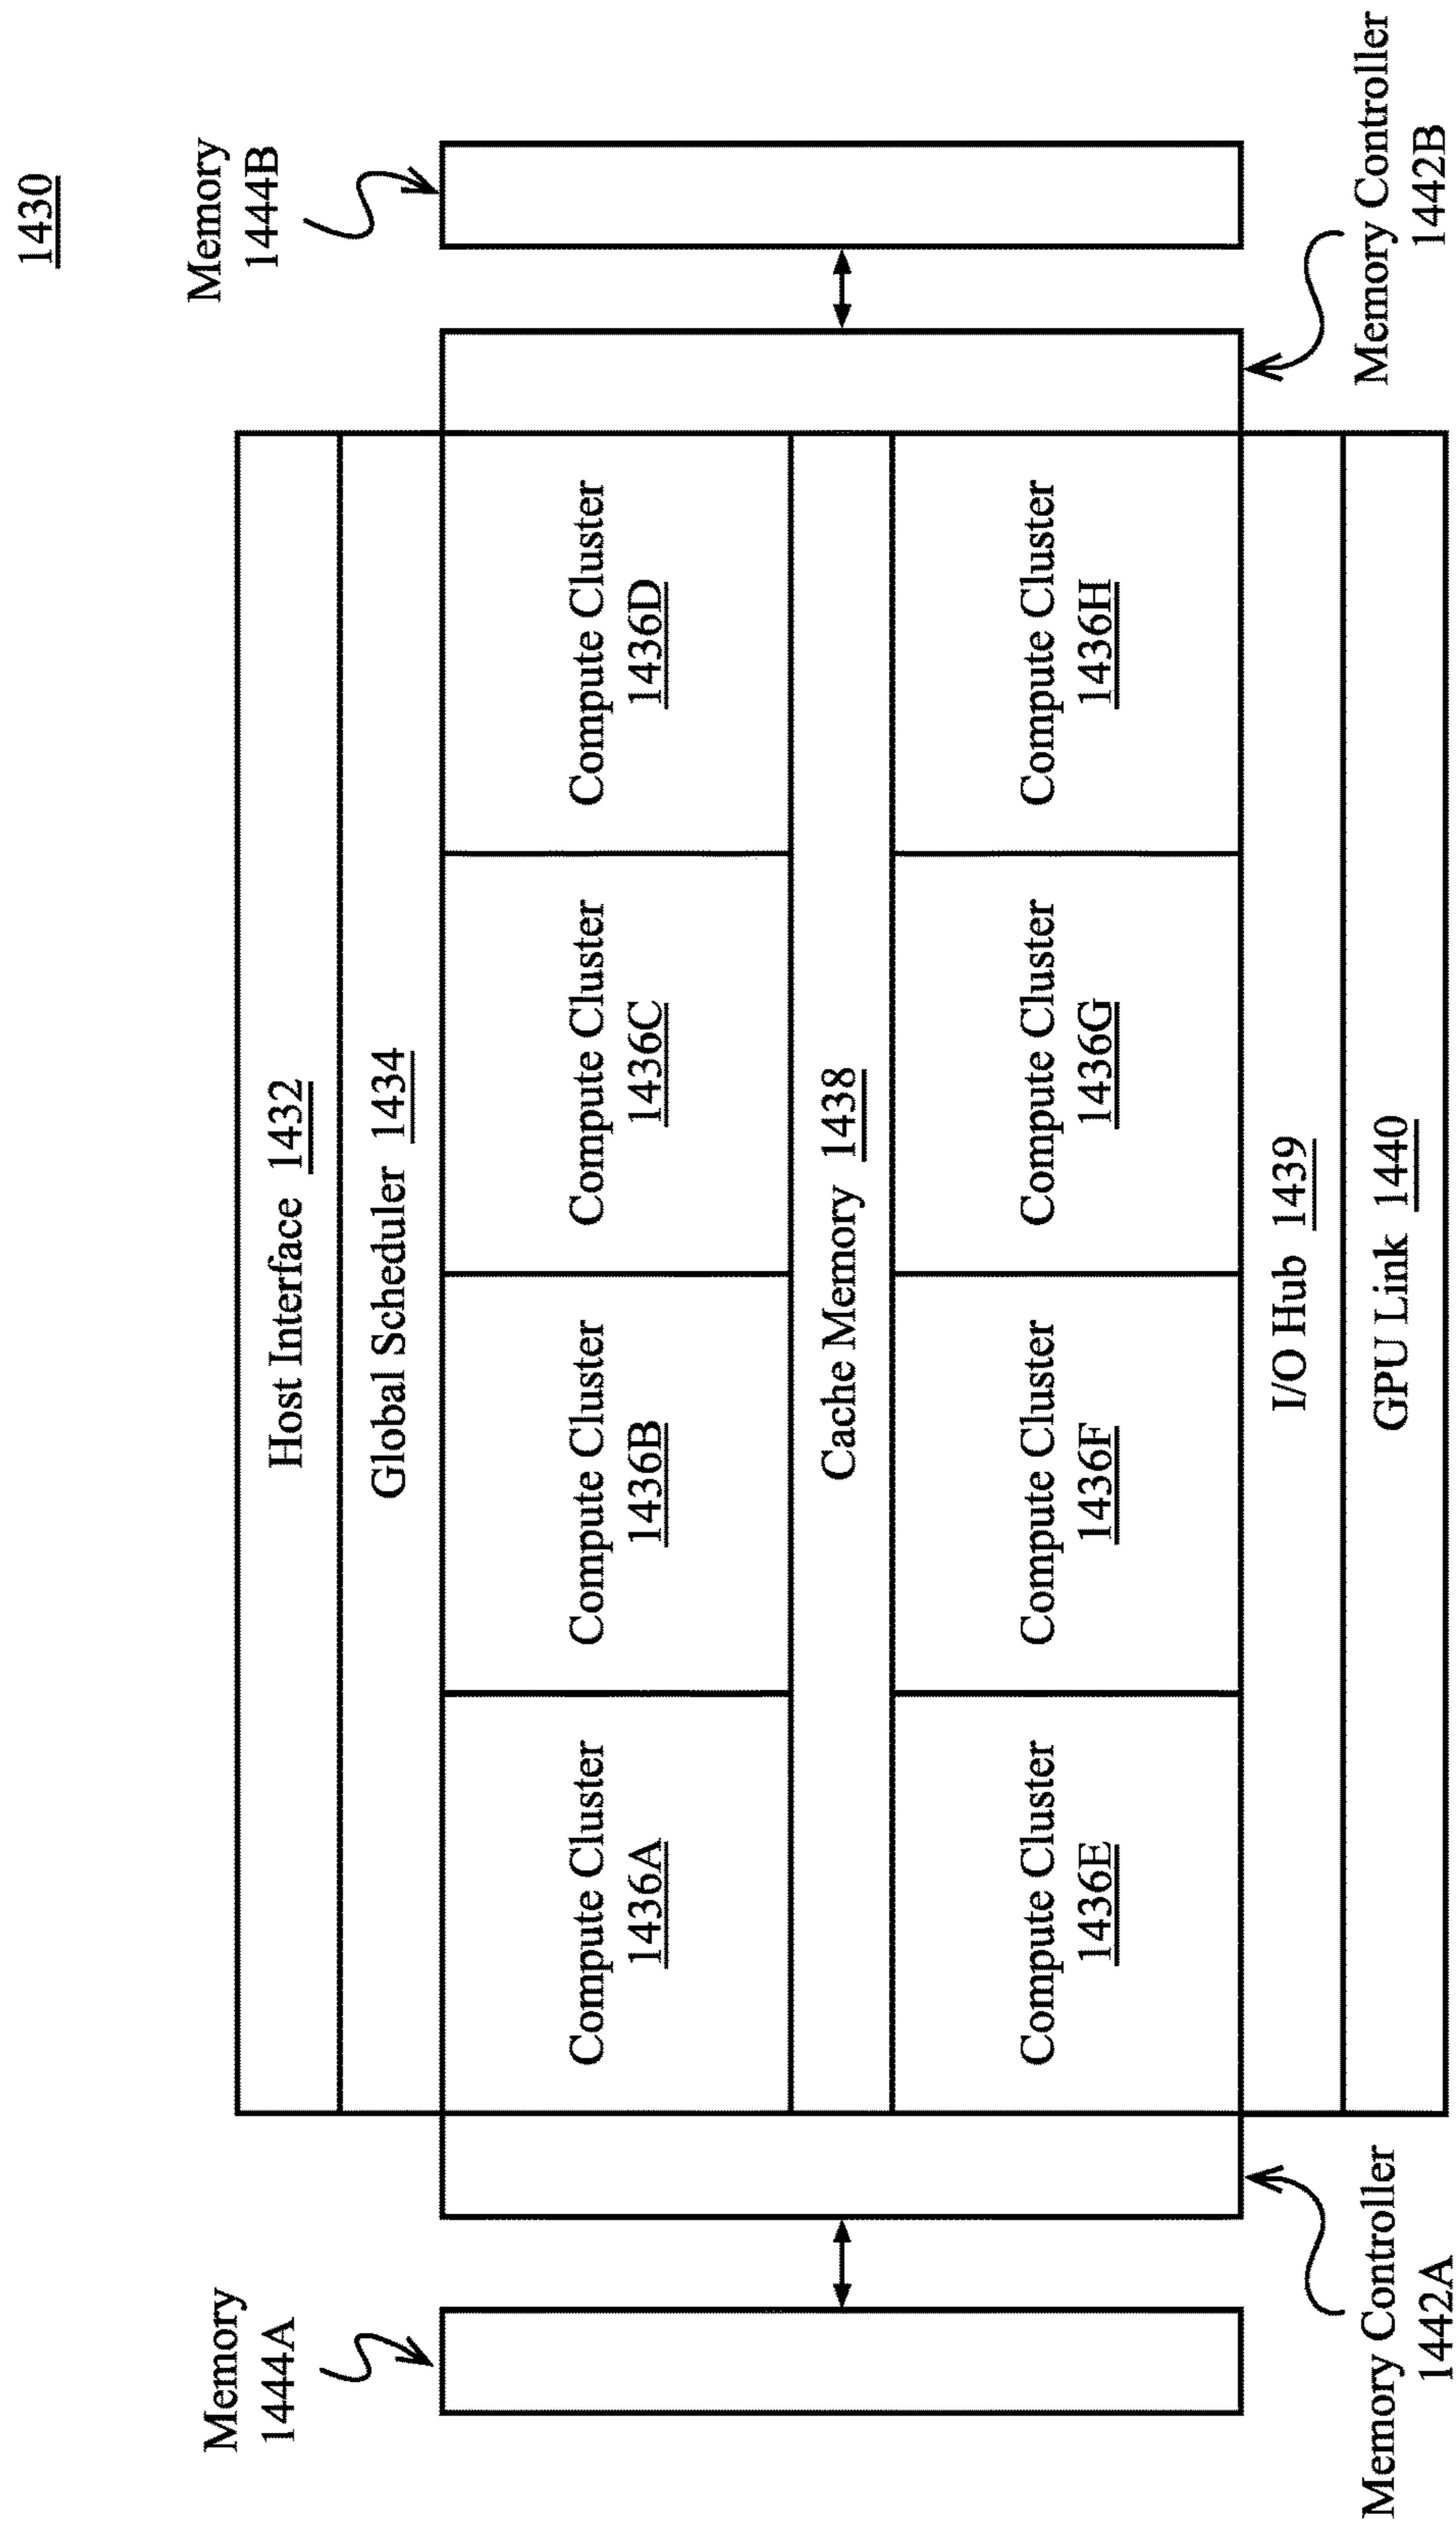 1430
Memory
1444B
Memory Controller
1442B
Host Interface 1432
Global Scheduler 1434
Compute Cluster
1436A
Compute Cluster
1436B
Compute Cluster
1436C
Compute Cluster
1436D
Cache Memory 1438
Compute Cluster
1436E
Compute Cluster
1436F
Compute Cluster
1436G
Compute Cluster
1436H
I/O Hub 1439
GPU Link 1440
Memory
1444A
Memory Controller
1442A